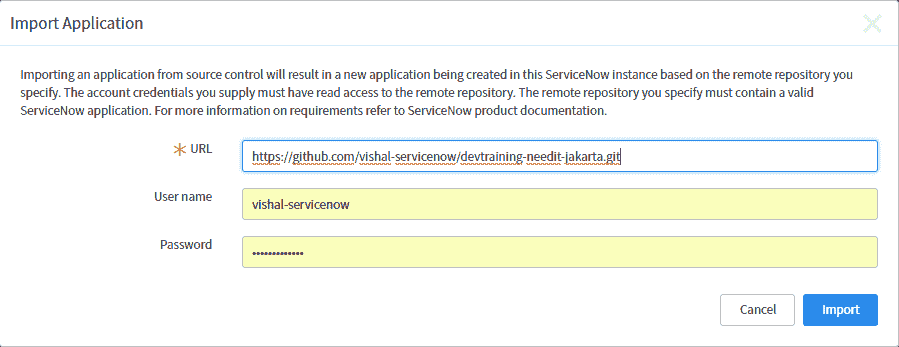 Import Application
Importing an application from source control will result in a new application being created in this ServiceNow instance based on the remote repository you
specify. The account credentials you supply must have read access to the remote repository. The remote repository you specify must contain a valid
ServiceNow application. For more information on requirements refer to ServiceNow product documentation.
URL
https://github.com/vishal-servicenow/devtraining-needit-jakarta.git
User name
vishal-servicenow
Password
•••••••••••••
Cancel
Import